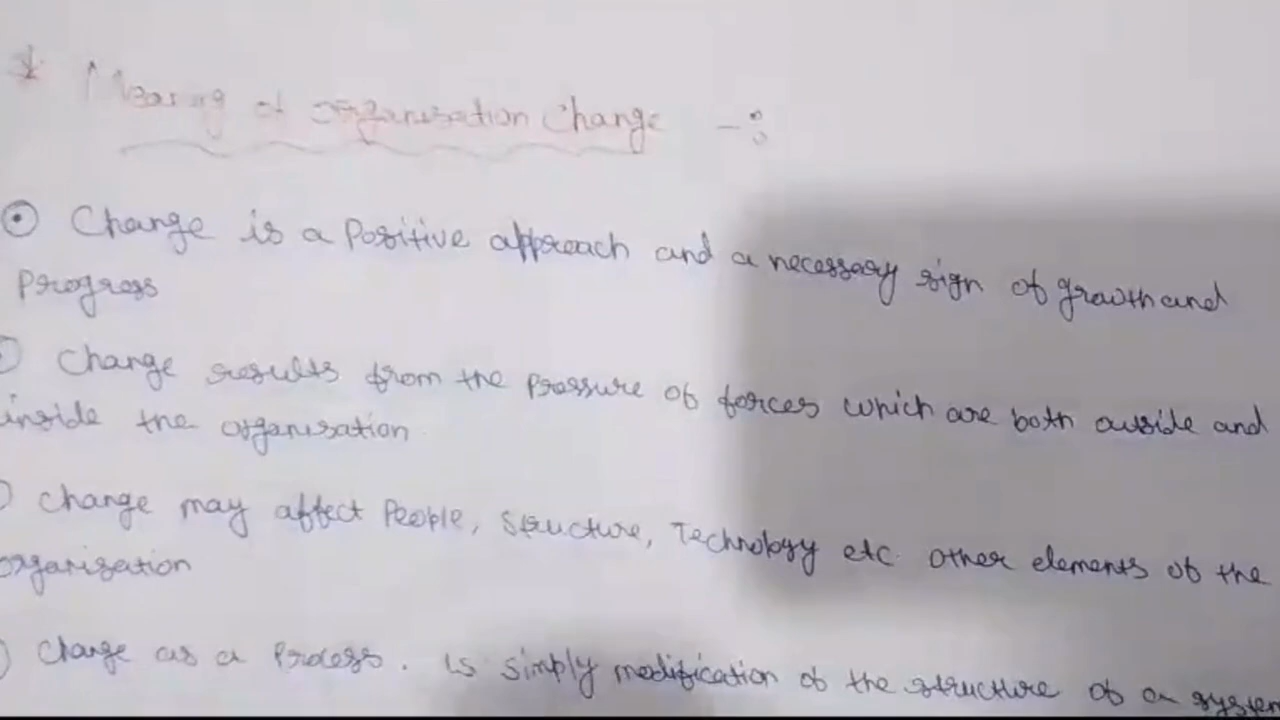 * Meaning of organisation Change -:
Change is a Positive approach and a necessary sign of growth and
Progress
Change results from the Pressure of forces which are both outside and
inside the organisation
Change may affect People, Structure, Technology etc. other elements of the
organisation
Change as a Process. is simply modification of the structure of a system